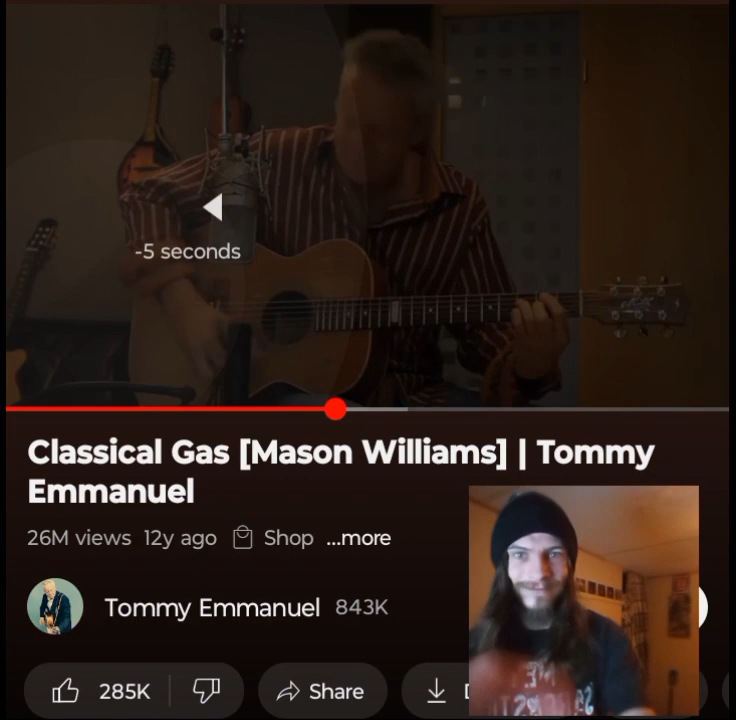 -5 seconds
Classical Gas [Mason Williams] | Tommy
Emmanuel
26M views 12y ago Shop ...more
Tommy Emmanuel 843K
285K Share